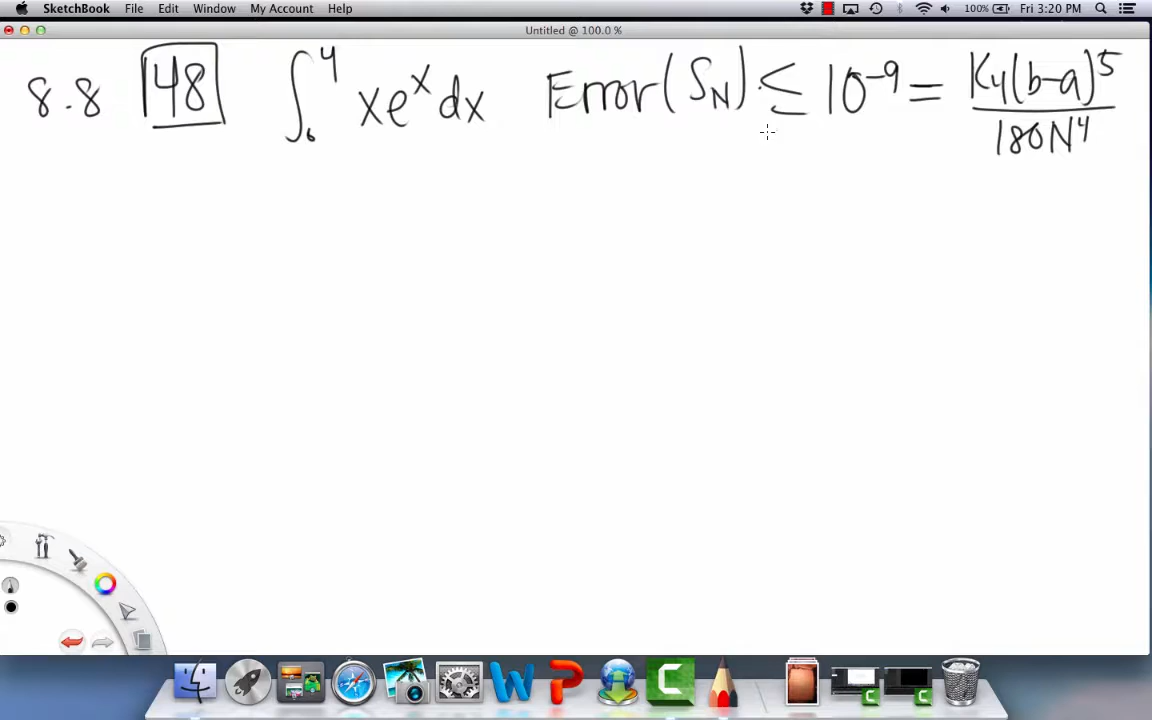 SketchBook File Edit Window My Account Help 100% Fri 3:20 PM
Untitled @ 100.0 %
8.8 48 ∫₀⁴ xeˣ dx Error(S_N) ≤ 10⁻⁹ = K₄(b-a)⁵/180N⁴